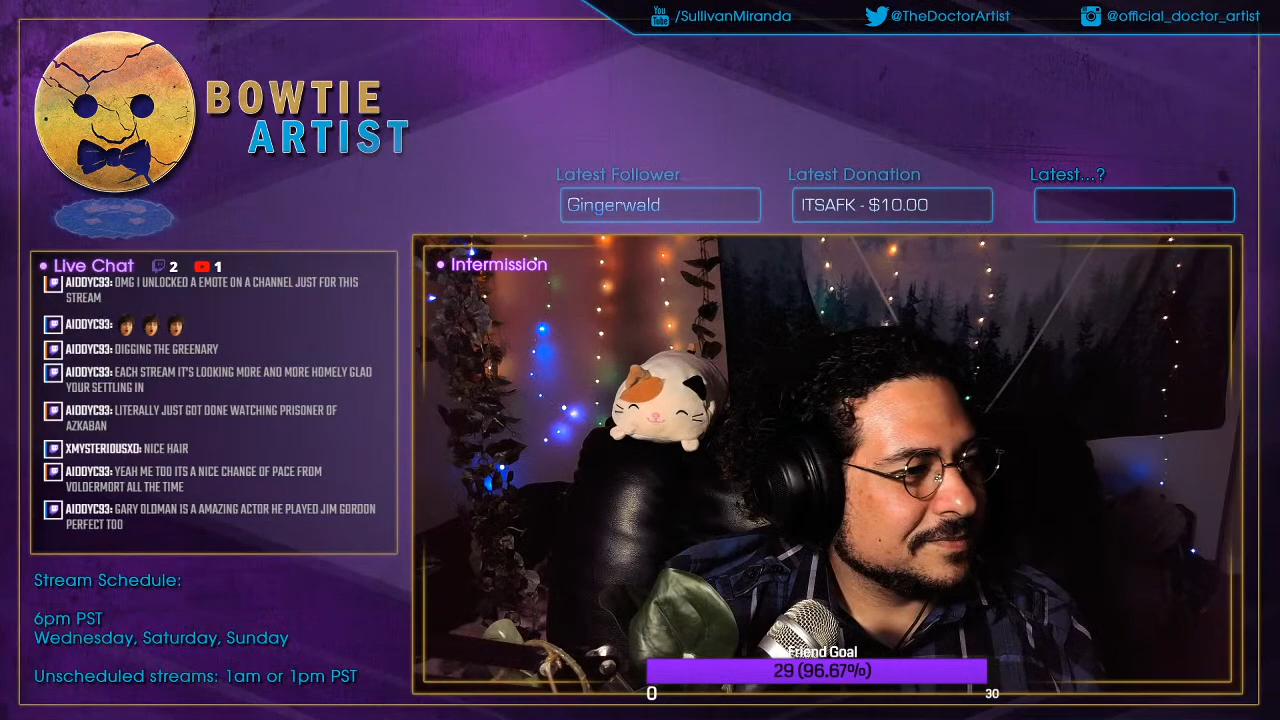 /SullivanMiranda
@TheDoctorArtist
@official_doctor_artist
BOWTIE
ARTIST
Latest Follower
Latest Donation
Latest...?
Gingerwald
ITSAFK - $10.00
Live Chat
2
1
AIDDYC93: OMG I UNLOCKED A EMOTE ON A CHANNEL JUST FOR THIS
STREAM
AIDDYC93:
AIDDYC93: DIGGING THE GREENARY
AIDDYC93: EACH STREAM IT'S LOOKING MORE AND MORE HOMELY GLAD
YOUR SETTLING IN
AIDDYC93: LITERALLY JUST GOT DONE WATCHING PRISONER OF
AZKABAN
XMYSTERIOUSXD: NICE HAIR
AIDDYC93: YEAH ME TOO ITS A NICE CHANGE OF PACE FROM
VOLDERMORT ALL THE TIME
AIDDYC93: GARY OLDMAN IS A AMAZING ACTOR HE PLAYED JIM GORDON
PERFECT TOO
Stream Schedule:
6pm PST
Wednesday, Saturday, Sunday
Unscheduled streams: 1am or 1pm PST
Intermission
Friend Goal
29 (96.67%)
0
30
You
Tube